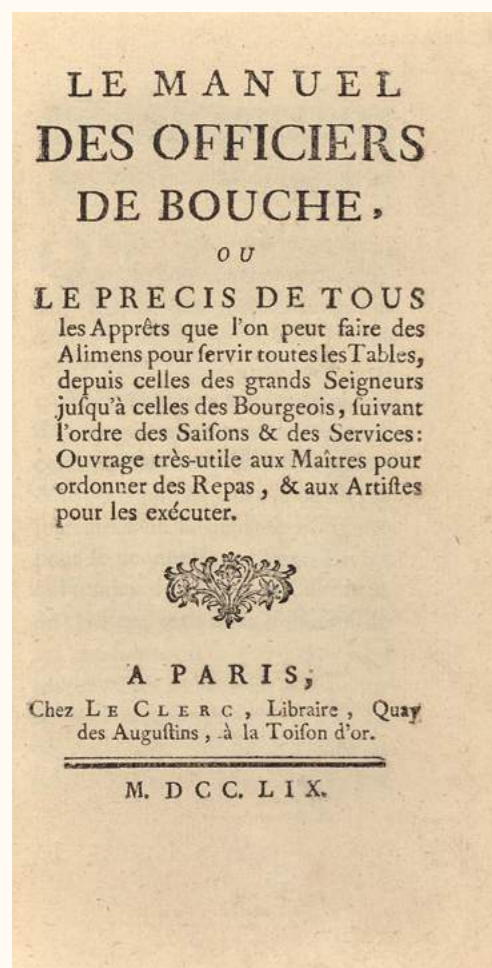 LE MANUEL
DES OFFICIERS
DE BOUCHE,
OU
LE PRECIS DE TOUS
les Apprêts que l'on peut faire des
Alimens pour ſervir toutes les Tables,
depuis celles des grands Seigneurs
juſqu'à celles des Bourgeois, ſuivant
l'ordre des Saiſons & des Services:
Ouvrage très-utile aux Maîtres pour
ordonner des Repas, & aux Artiſtes
pour les exécuter.
A PARIS,
Chez LE CLERC, Libraire, Quay
des Auguſtins, à la Toiſon d'or.
M. DCC. LIX.